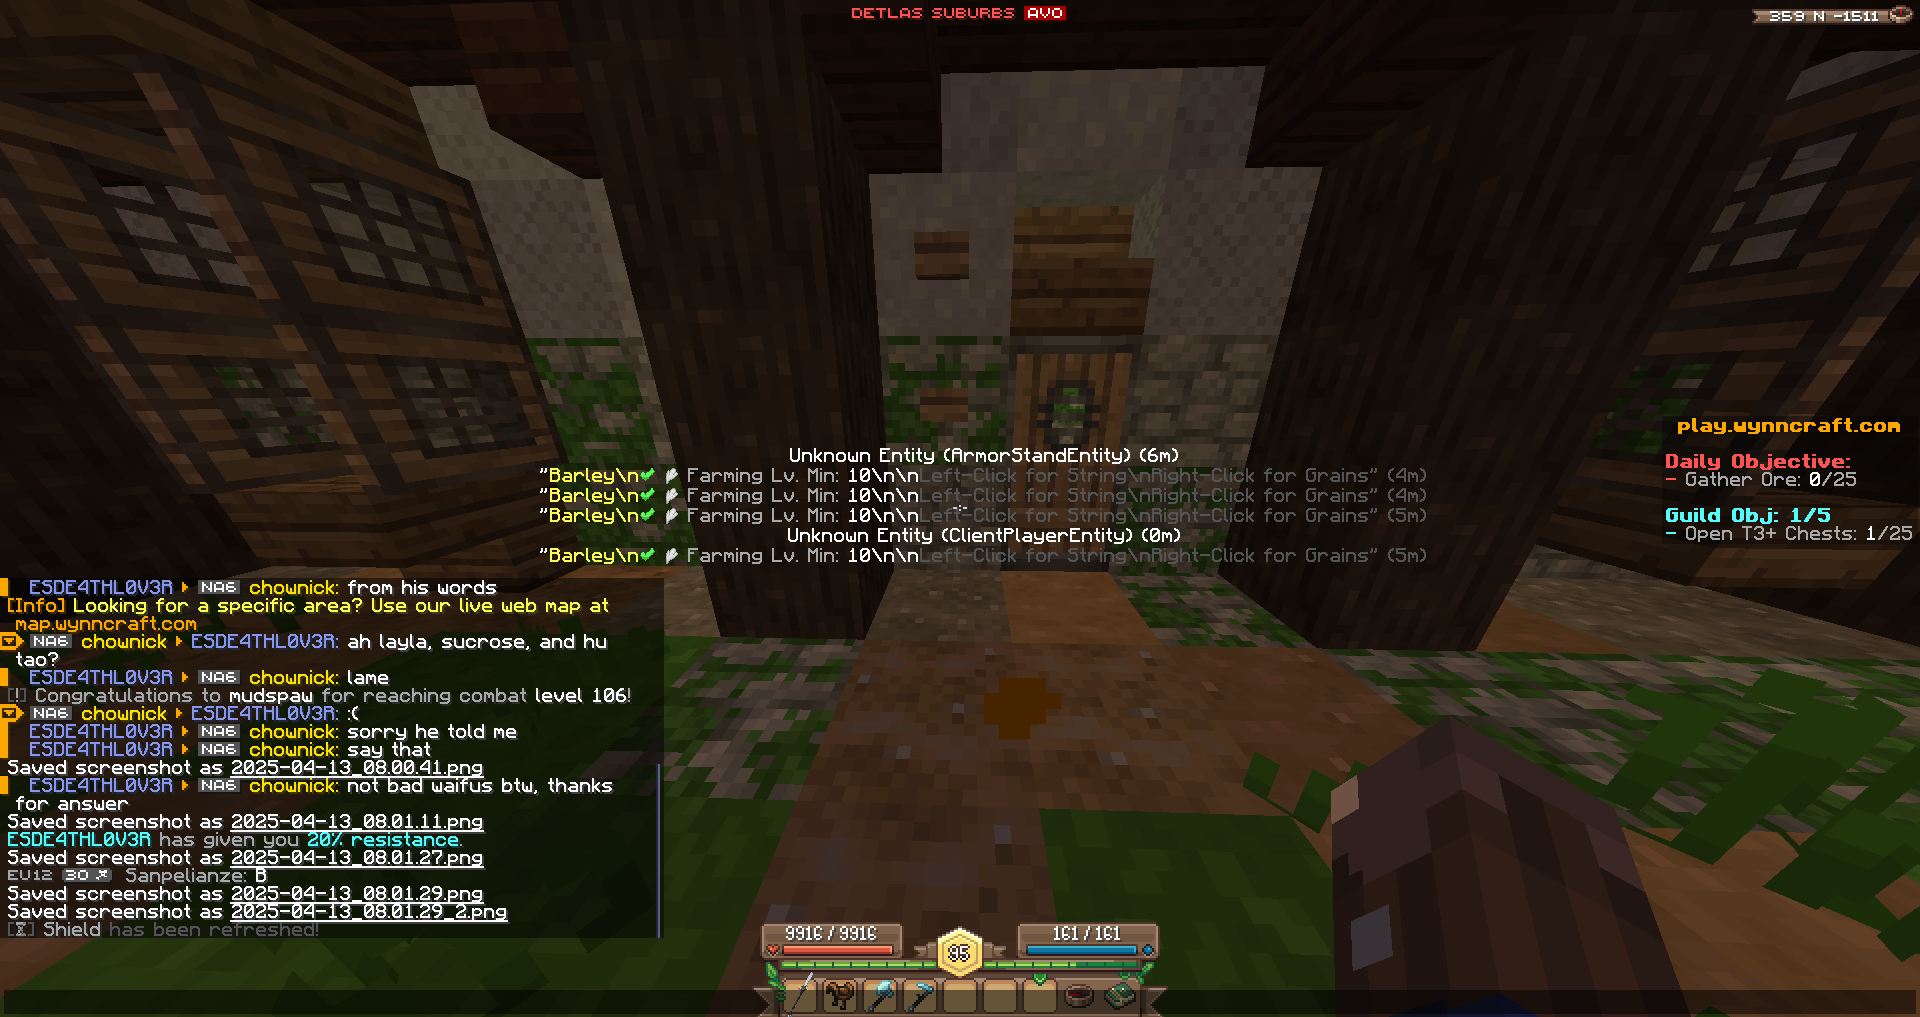 DETLAS SUBURBS AVO
359 N -1511
Unknown Entity (ArmorStandEntity) (6m)
"Barley\n✔ Farming Lv. Min: 10\n\nLeft-Click for String\nRight-Click for Grains" (4m)
"Barley\n✔ Farming Lv. Min: 10\n\nLeft-Click for String\nRight-Click for Grains" (4m)
"Barley\n✔ Farming Lv. Min: 10\n\nLeft-Click for String\nRight-Click for Grains" (5m)
Unknown Entity (ClientPlayerEntity) (0m)
"Barley\n✔ Farming Lv. Min: 10\n\nLeft-Click for String\nRight-Click for Grains" (5m)
play.wynncraft.com
Daily Objective:
- Gather Ore: 0/25
Guild Obj: 1/5
- Open T3+ Chests: 1/25
ESDE4THL0V3R NA6 chownick: from his words
[Info] Looking for a specific area? Use our live web map at
map.wynncraft.com
NA6 chownick ESDE4THL0V3R: ah layla, sucrose, and hu
tao?
ESDE4THL0V3R NA6 chownick: lame
[!] Congratulations to mudspaw for reaching combat level 106!
NA6 chownick ESDE4THL0V3R: :(
ESDE4THL0V3R NA6 chownick: sorry he told me
ESDE4THL0V3R NA6 chownick: say that
Saved screenshot as 2025-04-13_08.00.41.png
ESDE4THL0V3R NA6 chownick: not bad waifus btw, thanks
for answer
Saved screenshot as 2025-04-13_08.01.11.png
ESDE4THL0V3R has given you 20% resistance.
Saved screenshot as 2025-04-13_08.01.27.png
EU12 30 Sanpelianze: B
Saved screenshot as 2025-04-13_08.01.29.png
Saved screenshot as 2025-04-13_08.01.29_2.png
Shield has been refreshed!
9916 / 9916
95
161 / 161